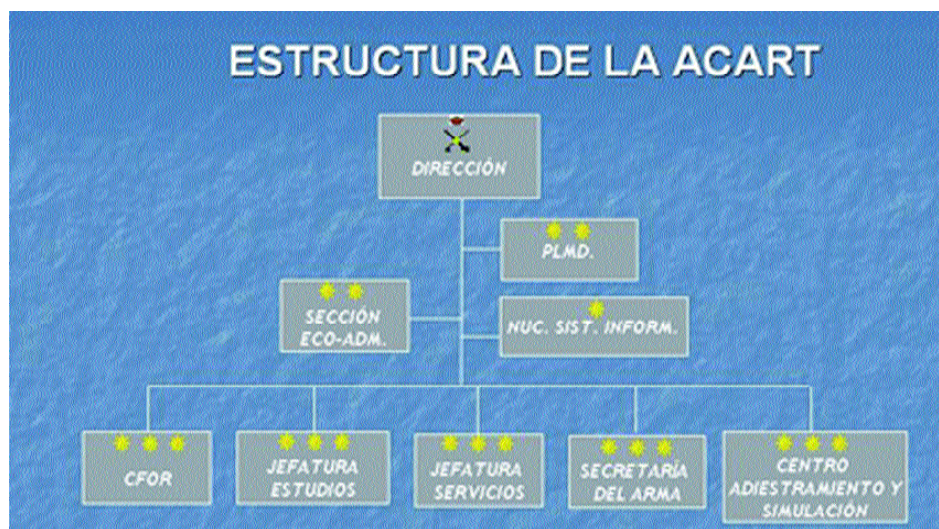 ESTRUCTURA DE LA ACART
DIRECCIÓN
PLMD.
SECCIÓN
ECO-ADM.
NUC. SIST. INFORM.
CFOR
JEFATURA
ESTUDIOS
JEFATURA
SERVICIOS
SECRETARÍA
DEL ARMA
CENTRO
ADIESTRAMIENTO Y
SIMULACIÓN